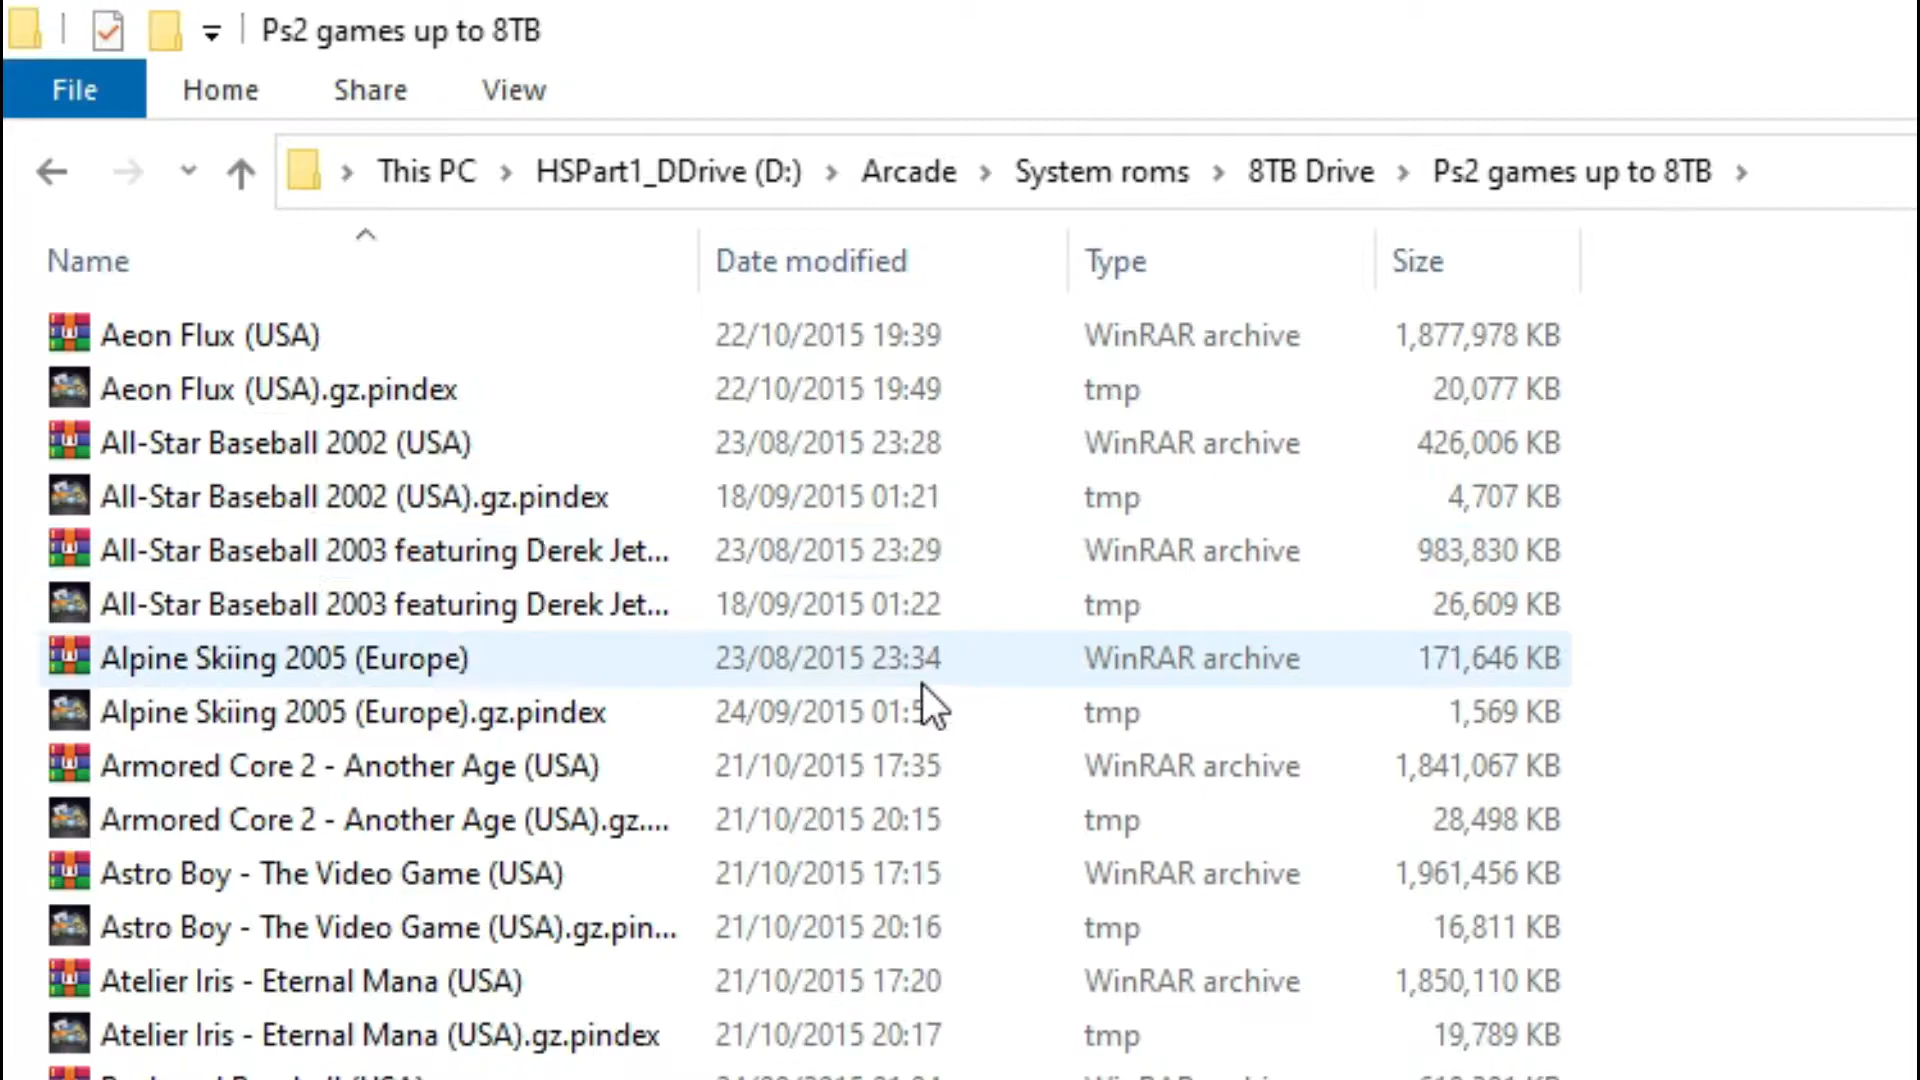 Ps2 games up to 8TB
File Home Share View
This PC > HSPart1_DDrive (D:) > Arcade > System roms > 8TB Drive > Ps2 games up to 8TB >
Name Date modified Type Size
Aeon Flux (USA) 22/10/2015 19:39 WinRAR archive 1,877,978 KB
Aeon Flux (USA).gz.pindex 22/10/2015 19:49 tmp 20,077 KB
All-Star Baseball 2002 (USA) 23/08/2015 23:28 WinRAR archive 426,006 KB
All-Star Baseball 2002 (USA).gz.pindex 18/09/2015 01:21 tmp 4,707 KB
All-Star Baseball 2003 featuring Derek Jet... 23/08/2015 23:29 WinRAR archive 983,830 KB
All-Star Baseball 2003 featuring Derek Jet... 18/09/2015 01:22 tmp 26,609 KB
Alpine Skiing 2005 (Europe) 23/08/2015 23:34 WinRAR archive 171,646 KB
Alpine Skiing 2005 (Europe).gz.pindex 24/09/2015 tmp 1,569 KB
Armored Core 2 - Another Age (USA) 21/10/2015 17:35 WinRAR archive 1,841,067 KB
Armored Core 2 - Another Age (USA).gz.... 21/10/2015 20:15 tmp 28,498 KB
Astro Boy - The Video Game (USA) 21/10/2015 17:15 WinRAR archive 1,961,456 KB
Astro Boy - The Video Game (USA).gz.pin... 21/10/2015 20:16 tmp 16,811 KB
Atelier Iris - Eternal Mana (USA) 21/10/2015 17:20 WinRAR archive 1,850,110 KB
Atelier Iris - Eternal Mana (USA).gz.pindex 21/10/2015 20:17 tmp 19,789 KB